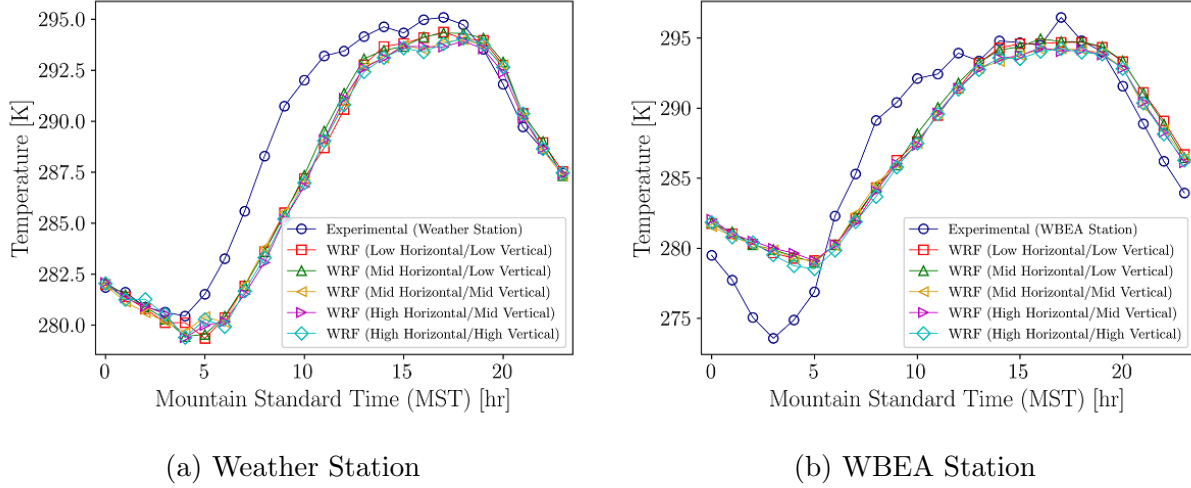 295.0
292.5
290.0
287.5
285.0
282.5
280.0
Temperature [K]
0 5 10 15 20
Mountain Standard Time (MST) [hr]
Experimental (Weather Station)
WRF (Low Horizontal/Low Vertical)
WRF (Mid Horizontal/Low Vertical)
WRF (Mid Horizontal/Mid Vertical)
WRF (High Horizontal/Mid Vertical)
WRF (High Horizontal/High Vertical)
(a) Weather Station
295
290
285
280
275
Temperature [K]
0 5 10 15 20
Mountain Standard Time (MST) [hr]
Experimental (WBEA Station)
WRF (Low Horizontal/Low Vertical)
WRF (Mid Horizontal/Low Vertical)
WRF (Mid Horizontal/Mid Vertical)
WRF (High Horizontal/Mid Vertical)
WRF (High Horizontal/High Vertical)
(b) WBEA Station